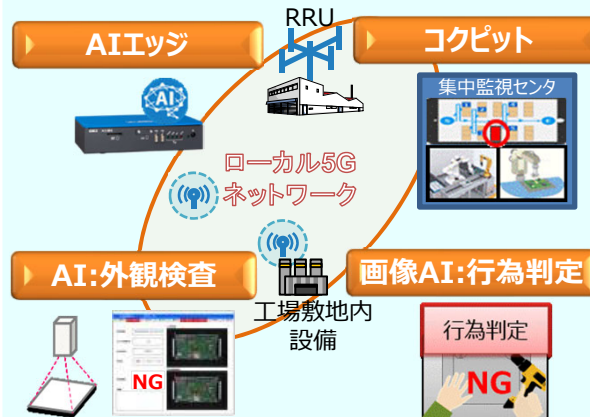 RRU
AIエッジ
コクピット
AI
集中監視センタ
ローカル5G
ネットワーク
AI:外観検査
画像AI:行為判定
工場敷地内
設備
NG
行為判定
NG